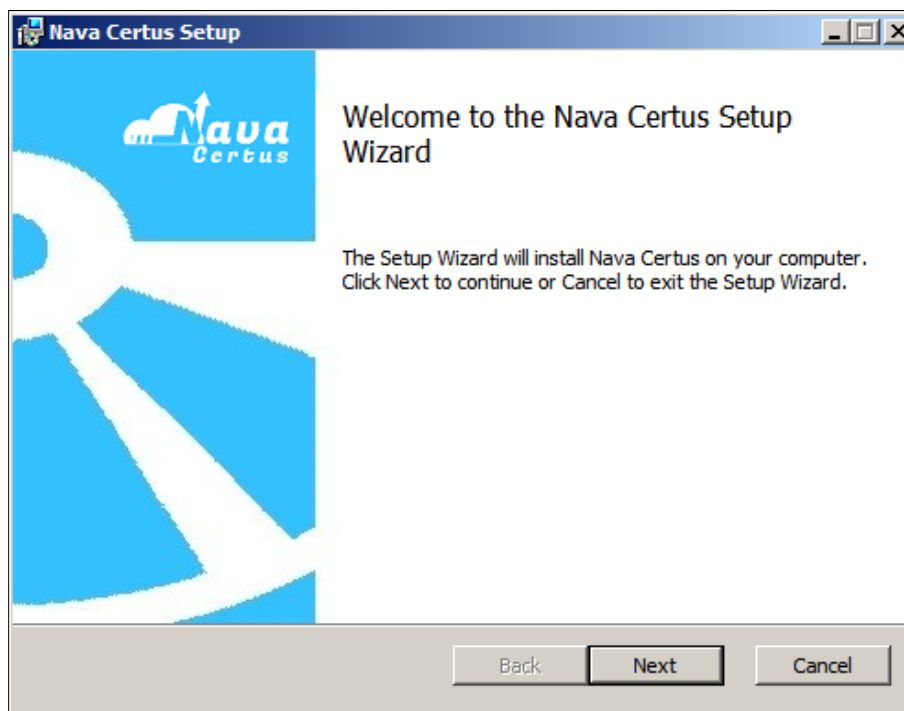 Nava Certus Setup
Nava
Certus
Welcome to the Nava Certus Setup
Wizard
The Setup Wizard will install Nava Certus on your computer.
Click Next to continue or Cancel to exit the Setup Wizard.
Back Next Cancel